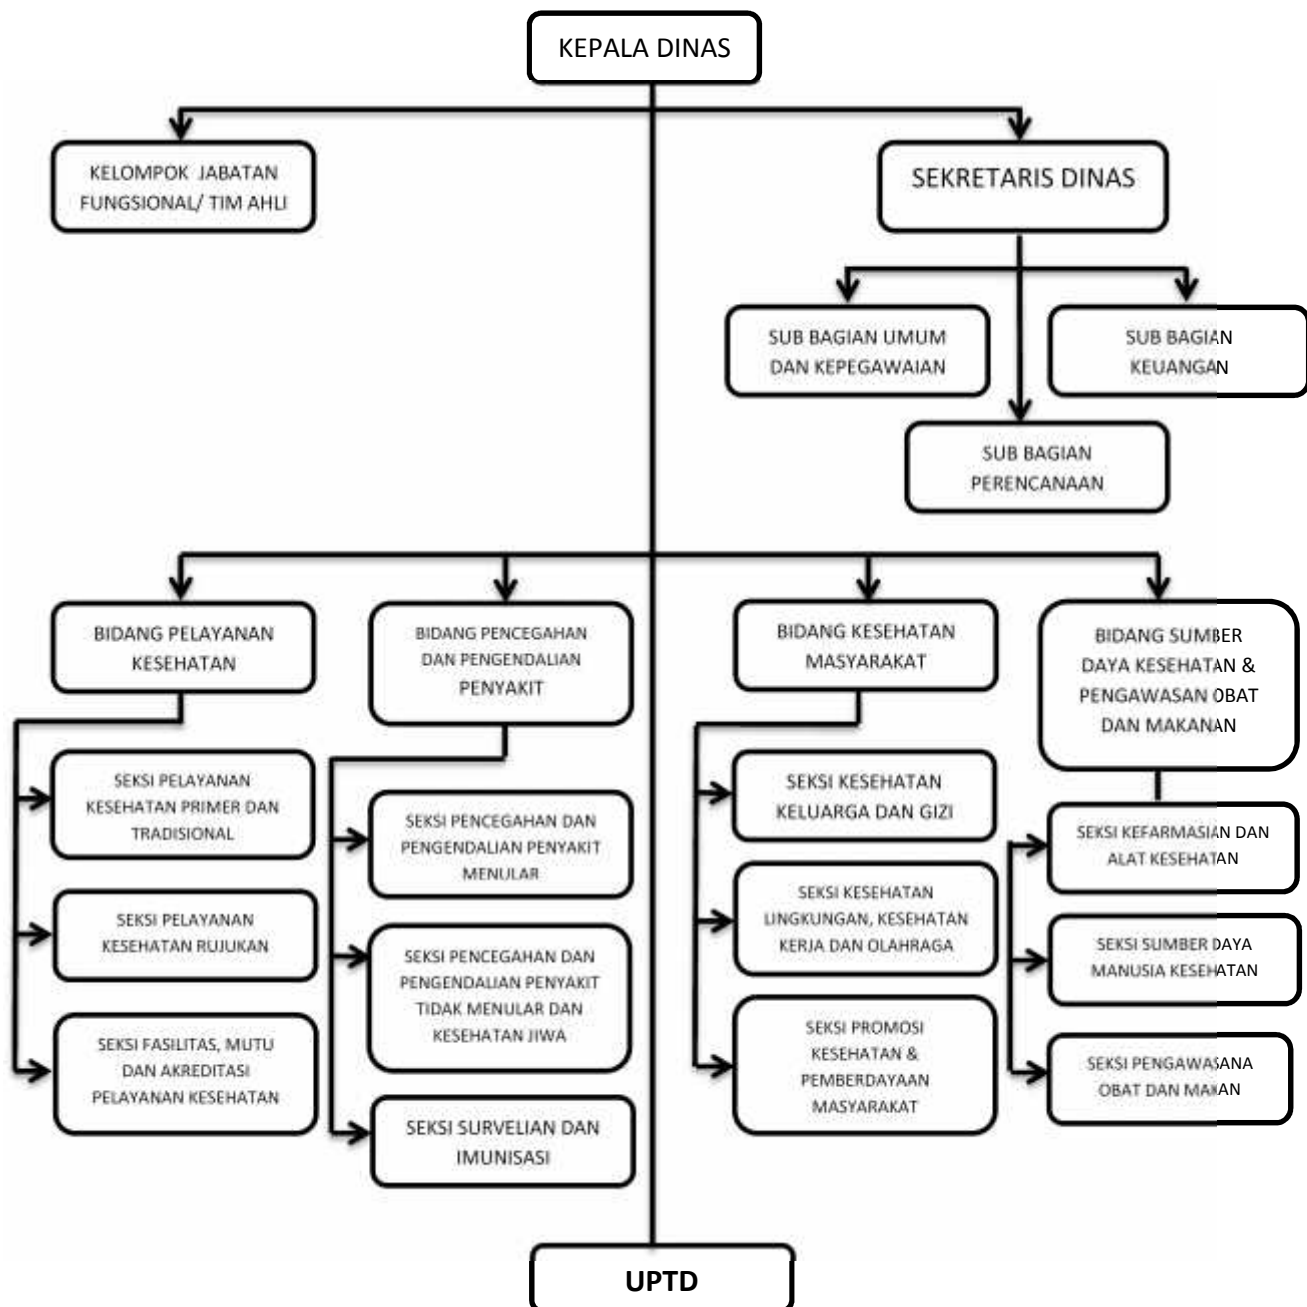 KEPALA DINAS
KELOMPOK JABATAN
FUNGSIONAL/ TIM AHLI
SEKRETARIS DINAS
SUB BAGIAN UMUM
DAN KEPEGAWAIAN
SUB BAGIAN
KEUANGAN
SUB BAGIAN
PERENCANAAN
BIDANG PELAYANAN
KESEHATAN
BIDANG PENCEGAHAN
DAN PENGENDALIAN
PENYAKIT
BIDANG KESEHATAN
MASYARAKAT
BIDANG SUMBER
DAYA KESEHATAN &
PENGAWASAN OBAT
DAN MAKANAN
SEKSI PELAYANAN
KESEHATAN PRIMER DAN
TRADISIONAL
SEKSI PELAYANAN
KESEHATAN RUJUKAN
SEKSI FASILITAS, MUTU
DAN AKREDITASI
PELAYANAN KESEHATAN
SEKSI PENCEGAHAN DAN
PENGENDALIAN PENYAKIT
MENULAR
SEKSI PENCEGAHAN DAN
PENGENDALIAN PENYAKIT
TIDAK MENULAR DAN
KESEHATAN JIWA
SEKSI SURVELIAN DAN
IMUNISASI
SEKSI KESEHATAN
KELUARGA DAN GIZI
SEKSI KESEHATAN
LINGKUNGAN, KESEHATAN
KERJA DAN OLAHRAGA
SEKSI PROMOSI
KESEHATAN &
PEMBERDAYAAN
MASYARAKAT
SEKSI KEFARMASIAN DAN
ALAT KESEHATAN
SEKSI SUMBER DAYA
MANUSIA KESEHATAN
SEKSI PENGAWASANA
OBAT DAN MAKAN
UPTD